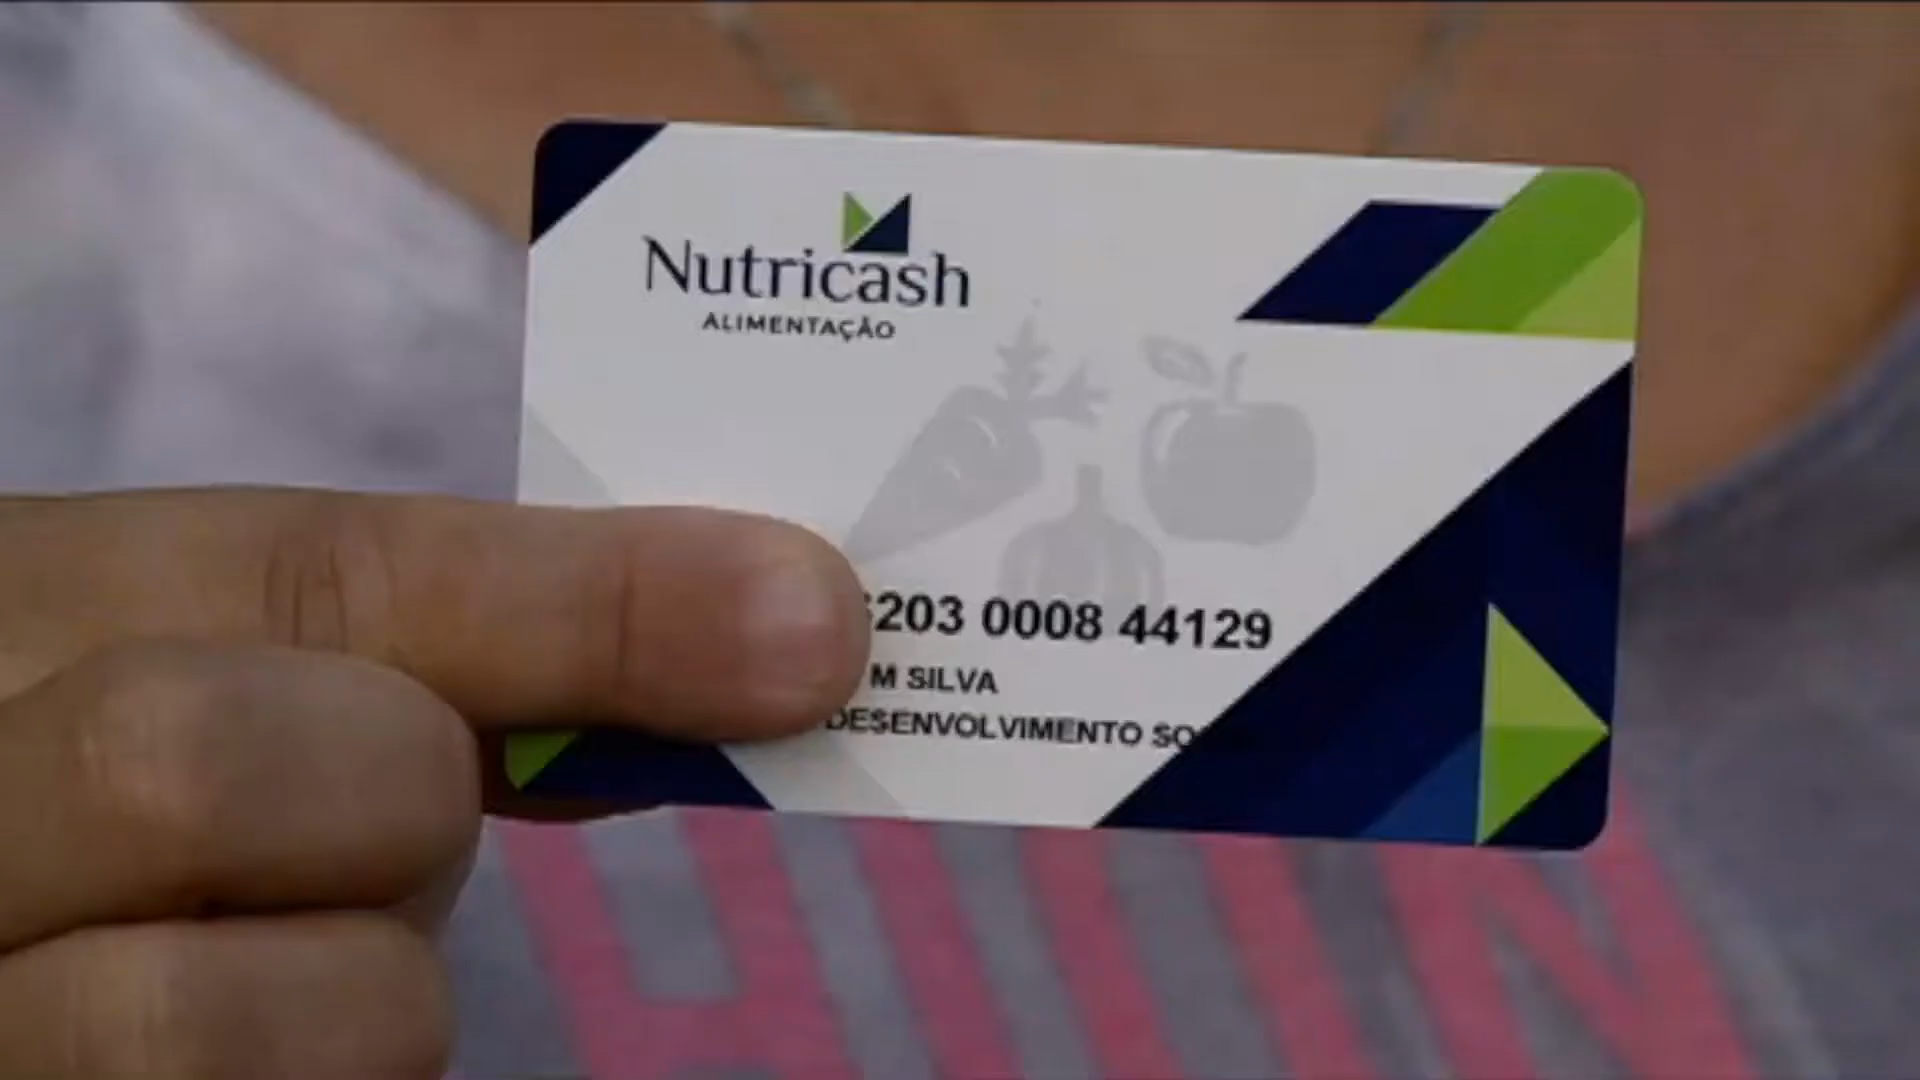 Nutricash
ALIMENTAÇÃO
203 0008 44129
M SILVA
DESENVOLVIMENTO